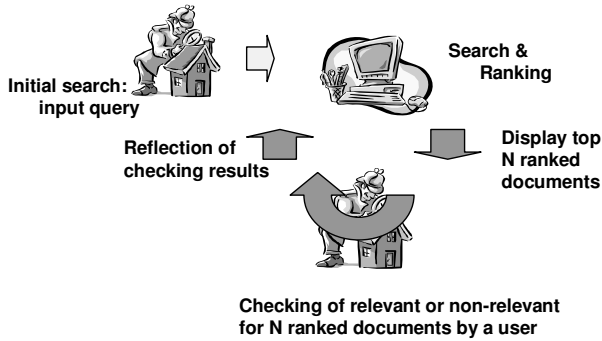 Initial search:
input query
Search &
Ranking
Display top
N ranked
documents
Reflection of
checking results
Checking of relevant or non-relevant
for N ranked documents by a user